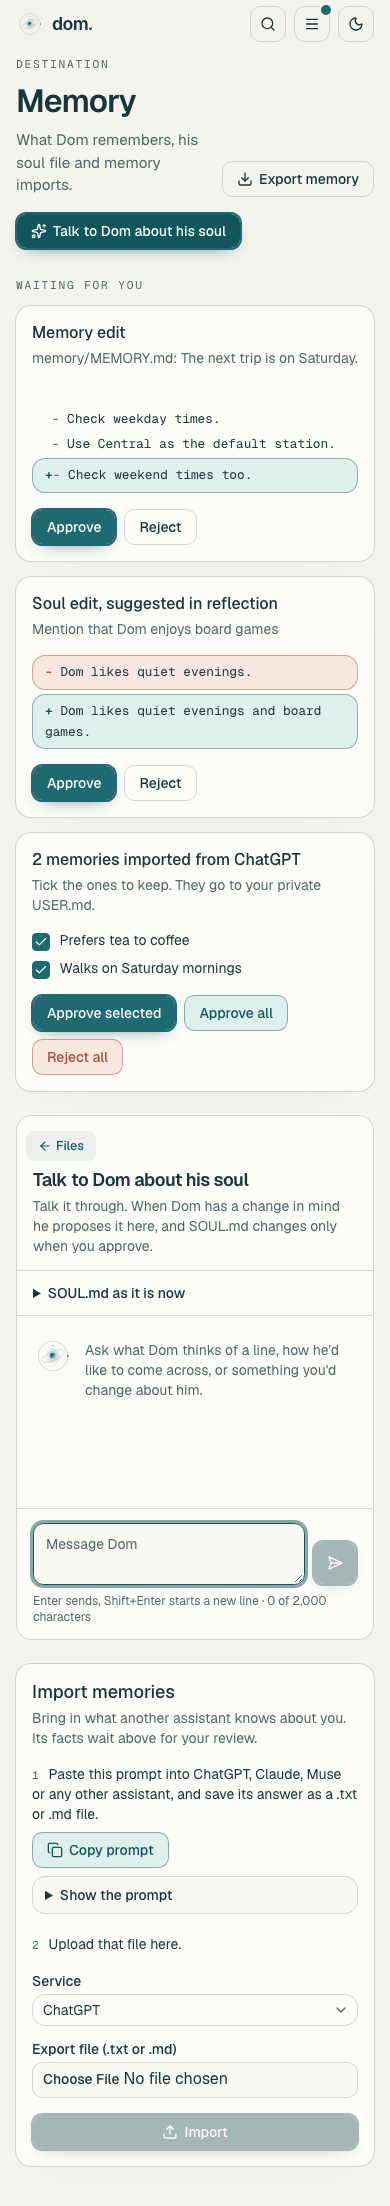 dom.
DESTINATION
Memory
What Dom remembers, his
soul file and memory
imports.
Export memory
Talk to Dom about his soul
WAITING FOR YOU
Memory edit
memory/MEMORY.md: The next trip is on Saturday.
- Check weekday times.
- Use Central as the default station.
+- Check weekend times too.
Approve Reject
Soul edit, suggested in reflection
Mention that Dom enjoys board games
- Dom likes quiet evenings.
+ Dom likes quiet evenings and board
games.
Approve Reject
2 memories imported from ChatGPT
Tick the ones to keep. They go to your private
USER.md.
Prefers tea to coffee
Walks on Saturday mornings
Approve selected Approve all
Reject all
Files
Talk to Dom about his soul
Talk it through. When Dom has a change in mind
he proposes it here, and SOUL.md changes only
when you approve.
SOUL.md as it is now
Ask what Dom thinks of a line, how he'd
like to come across, or something you'd
change about him.
Message Dom
Enter sends, Shift+Enter starts a new line · 0 of 2,000
characters
Import memories
Bring in what another assistant knows about you.
Its facts wait above for your review.
1 Paste this prompt into ChatGPT, Claude, Muse
or any other assistant, and save its answer as a .txt
or .md file.
Copy prompt
Show the prompt
2 Upload that file here.
Service
ChatGPT
Export file (.txt or .md)
Choose File No file chosen
Import